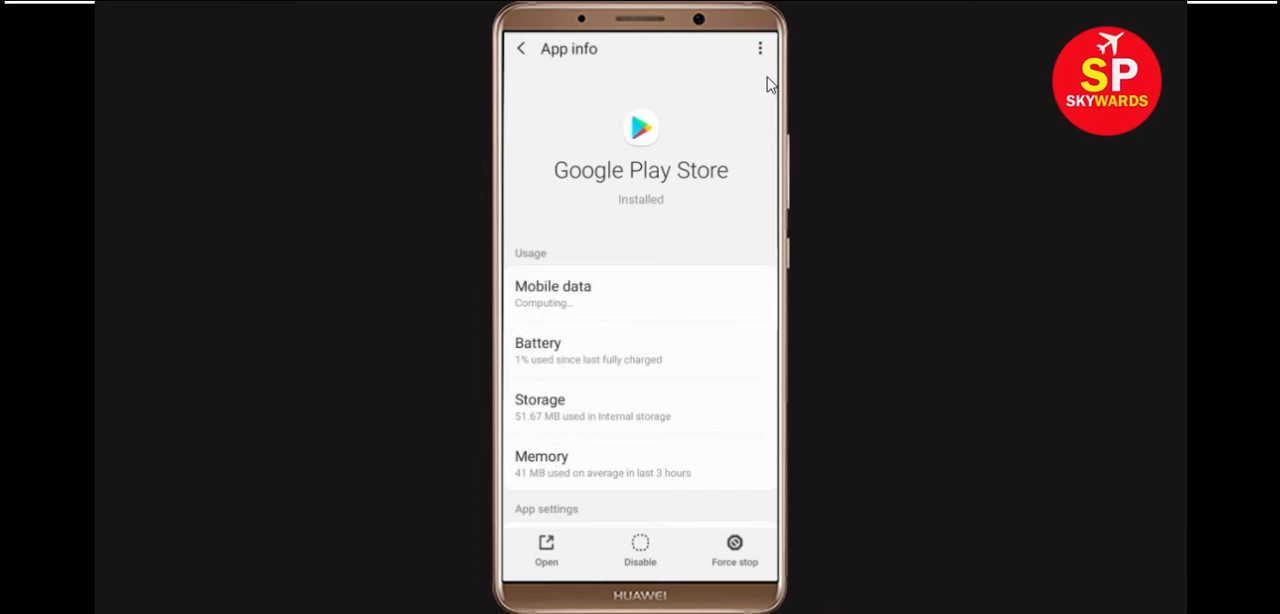 App info
SP
SKYWARDS
Google Play Store
Installed
Usage
Mobile data
Computing...
Battery
1% used since last fully charged
Storage
51.67 MB used in Internal storage
Memory
41 MB used on average in last 3 hours
App settings
Open
Disable
Force stop
HUAWEI